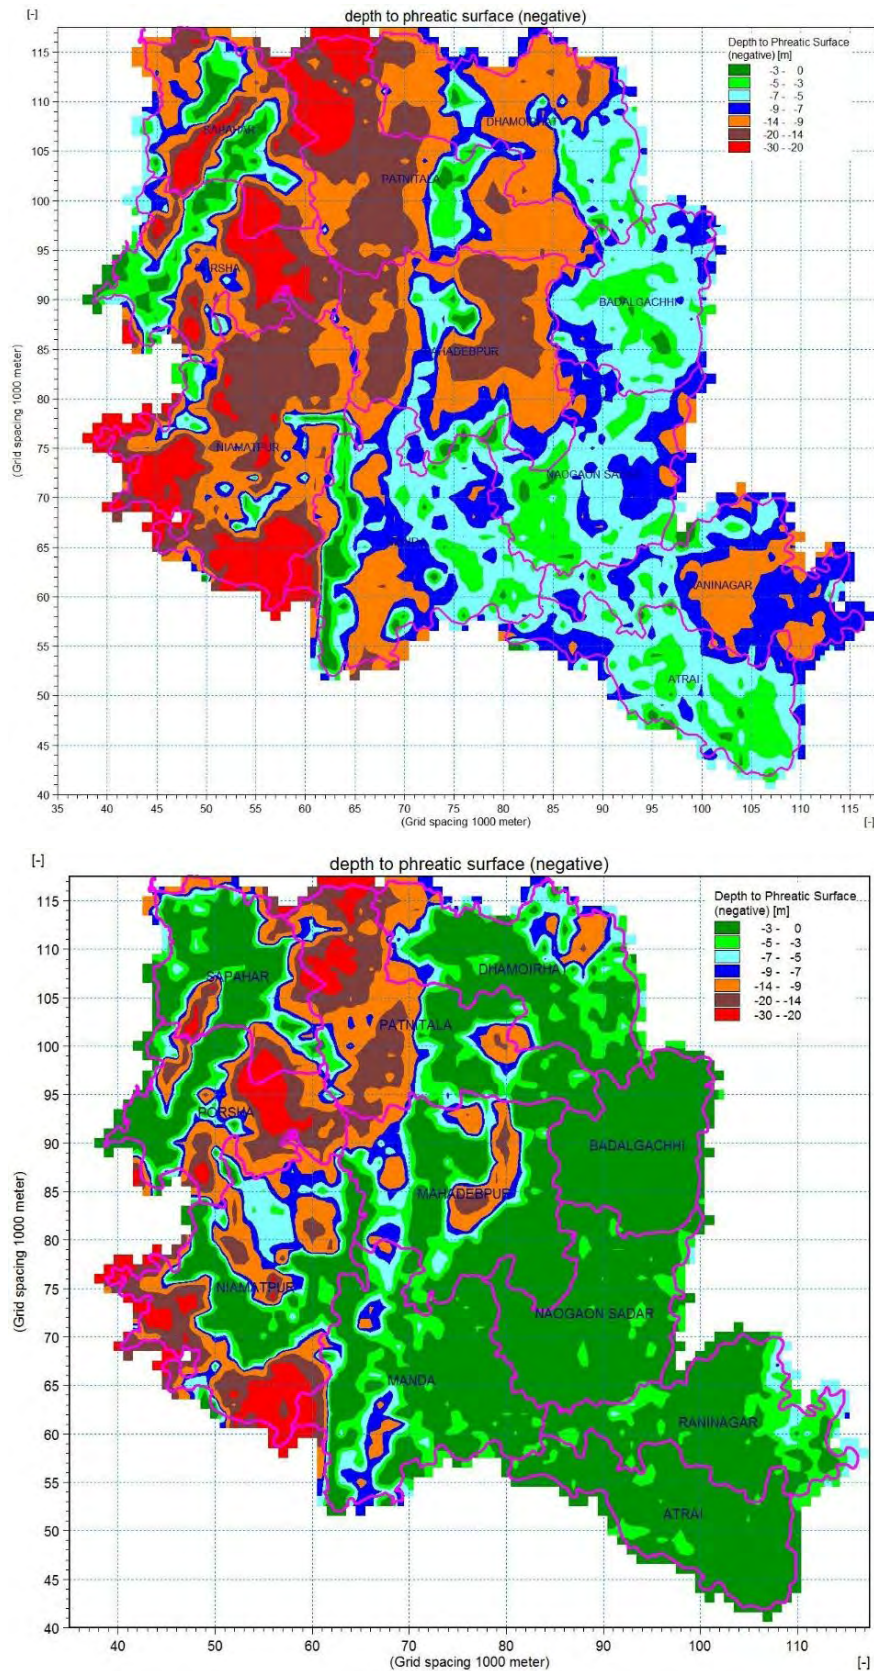 [-]
depth to phreatic surface (negative)
115
110
105
100
95
90
85
80
75
70
65
60
55
50
45
40
(Grid spacing 1000 meter)
Depth to Phreatic Surface
(negative) [m]
-3 - 0
-5 - -3
-7 - -5
-9 - -7
-14 - -9
-20 - -14
-30 - -20
DHAMOIRHAT
PATNITALA
BADALGACHHI
NIAMATPUR
ATRAI
35 40 45 50 55 60 65 70 75 80 85 90 95 100 105 110 115
(Grid spacing 1000 meter)
[-]
[-]
depth to phreatic surface (negative)
115
110
105
100
95
90
85
80
75
70
65
60
55
50
45
40
(Grid spacing 1000 meter)
Depth to Phreatic Surface
(negative) [m]
-3 - 0
-5 - -3
-7 - -5
-9 - -7
-14 - -9
-20 - -14
-30 - -20
SAPAHAR
DHAMOIRHAT
PATNITALA
PORSHA
BADALGACHHI
MAHADEBPUR
NIAMATPUR
NAOGAON SADAR
MANDA
RANINAGAR
ATRAI
40 50 60 70 80 90 100 110
(Grid spacing 1000 meter)
[-]